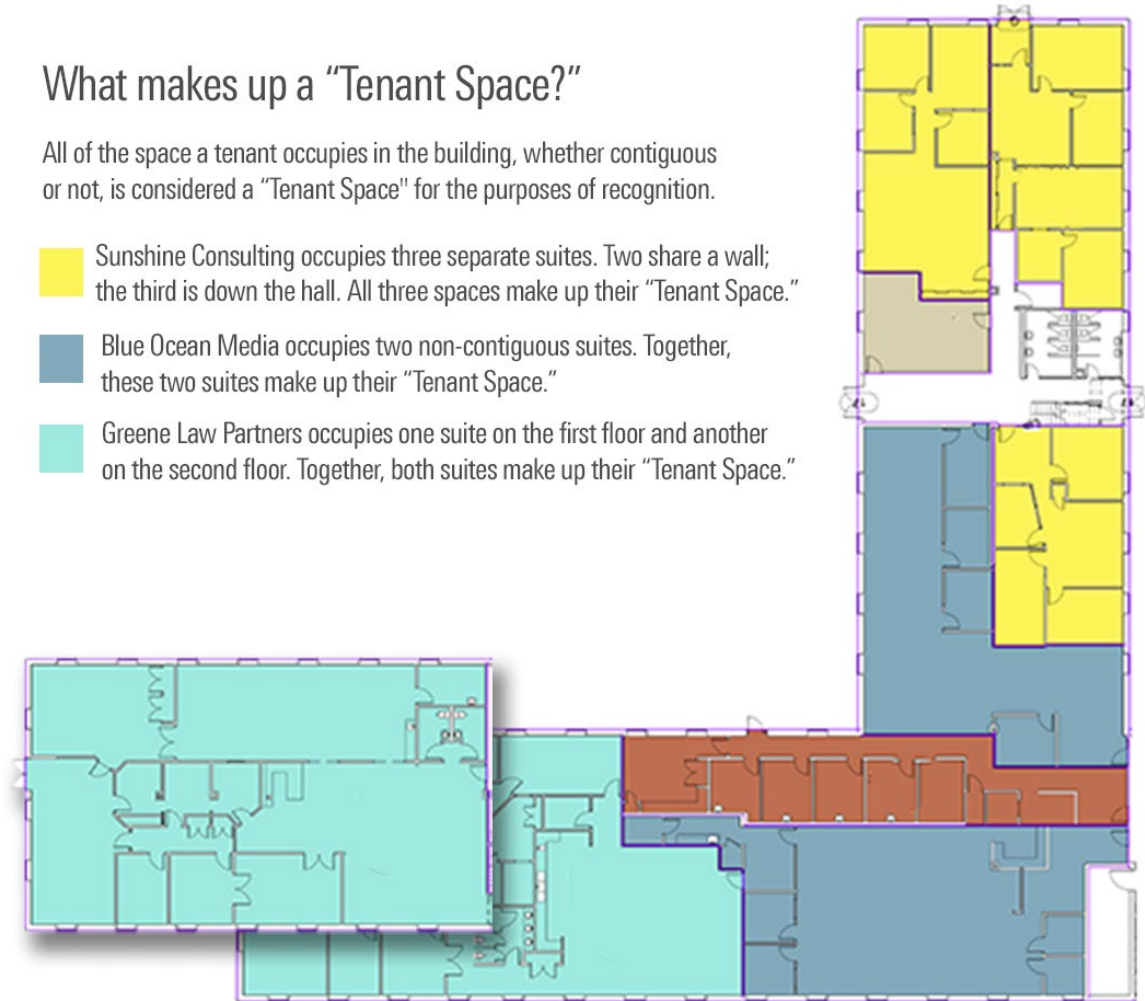 What makes up a “Tenant Space?”
All of the space a tenant occupies in the building, whether contiguous
or not, is considered a “Tenant Space" for the purposes of recognition.
Sunshine Consulting occupies three separate suites. Two share a wall;
the third is down the hall. All three spaces make up their “Tenant Space.”
Blue Ocean Media occupies two non-contiguous suites. Together,
these two suites make up their “Tenant Space.”
Greene Law Partners occupies one suite on the first floor and another
on the second floor. Together, both suites make up their “Tenant Space.”